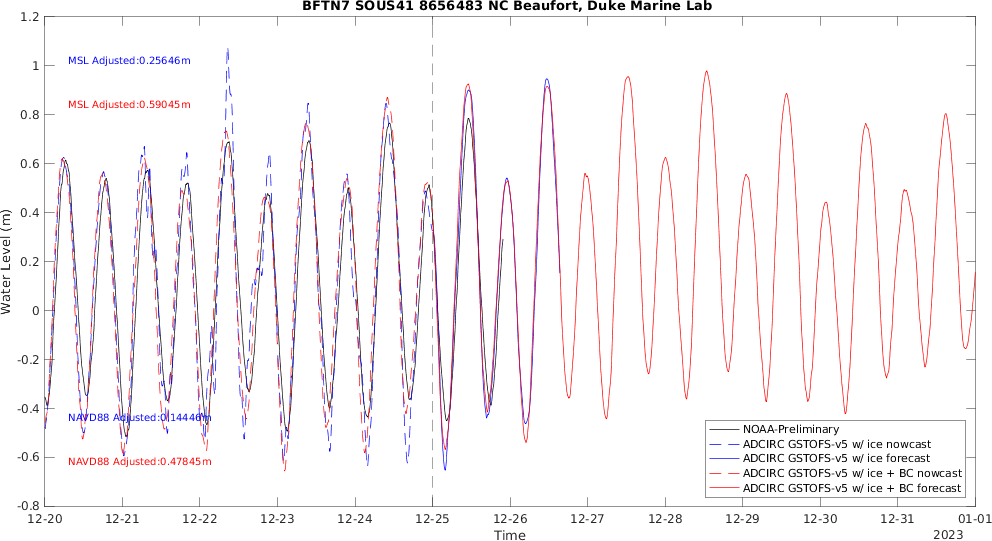 BFTN7 SOUS41 8656483 NC Beaufort, Duke Marine Lab
1.2
1
0.8
0.6
0.4
0.2
0
-0.2
-0.4
-0.6
-0.8
Water Level (m)
MSL Adjusted:0.25646m
MSL Adjusted:0.59045m
NAVD88 Adjusted:0.14446m
NAVD88 Adjusted:0.47845m
NOAA-Preliminary
ADCIRC GSTOFS-v5 w/ ice nowcast
ADCIRC GSTOFS-v5 w/ ice forecast
ADCIRC GSTOFS-v5 w/ ice + BC nowcast
ADCIRC GSTOFS-v5 w/ ice + BC forecast
12-20 12-21 12-22 12-23 12-24 12-25 12-26 12-27 12-28 12-29 12-30 12-31 01-01
Time
2023